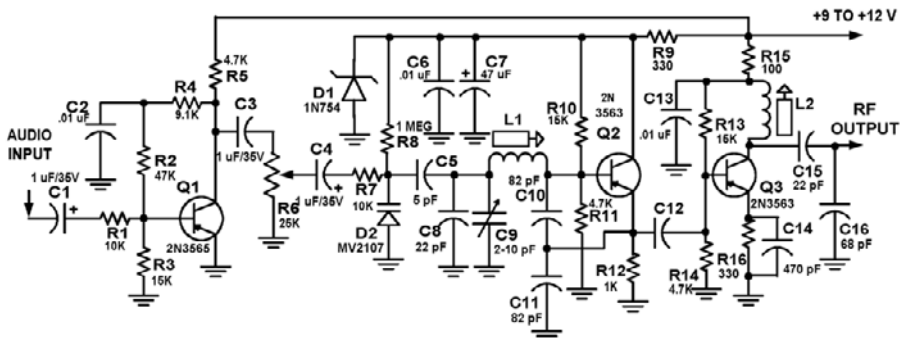 +9 TO +12 V
4.7K
R5
R4
9.1K
C2
.01 uF
C3
1 uF/35V
AUDIO
INPUT
1 uF/35V
C1
R1
10K
R2
47K
R3
15K
Q1
2N3565
R6
25K
C4
1 uF/35V
D1
1N754
1 MEG
R8
R7
10K
D2
MV2107
C5
5 pF
C6
.01 uF
C7
47 uF
L1
C8
22 pF
C9
2-10 pF
82 pF
C10
C11
82 pF
R10
15K
2N
3563
Q2
4.7K
R11
R12
1K
R9
330
C12
C13
.01 uF
R13
15K
R14
4.7K
R15
100
L2
Q3
2N3563
R16
330
C14
470 pF
C15
22 pF
RF
OUTPUT
C16
68 pF